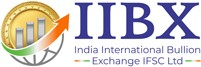 IIBX
India International Bullion
Exchange IFSC Ltd